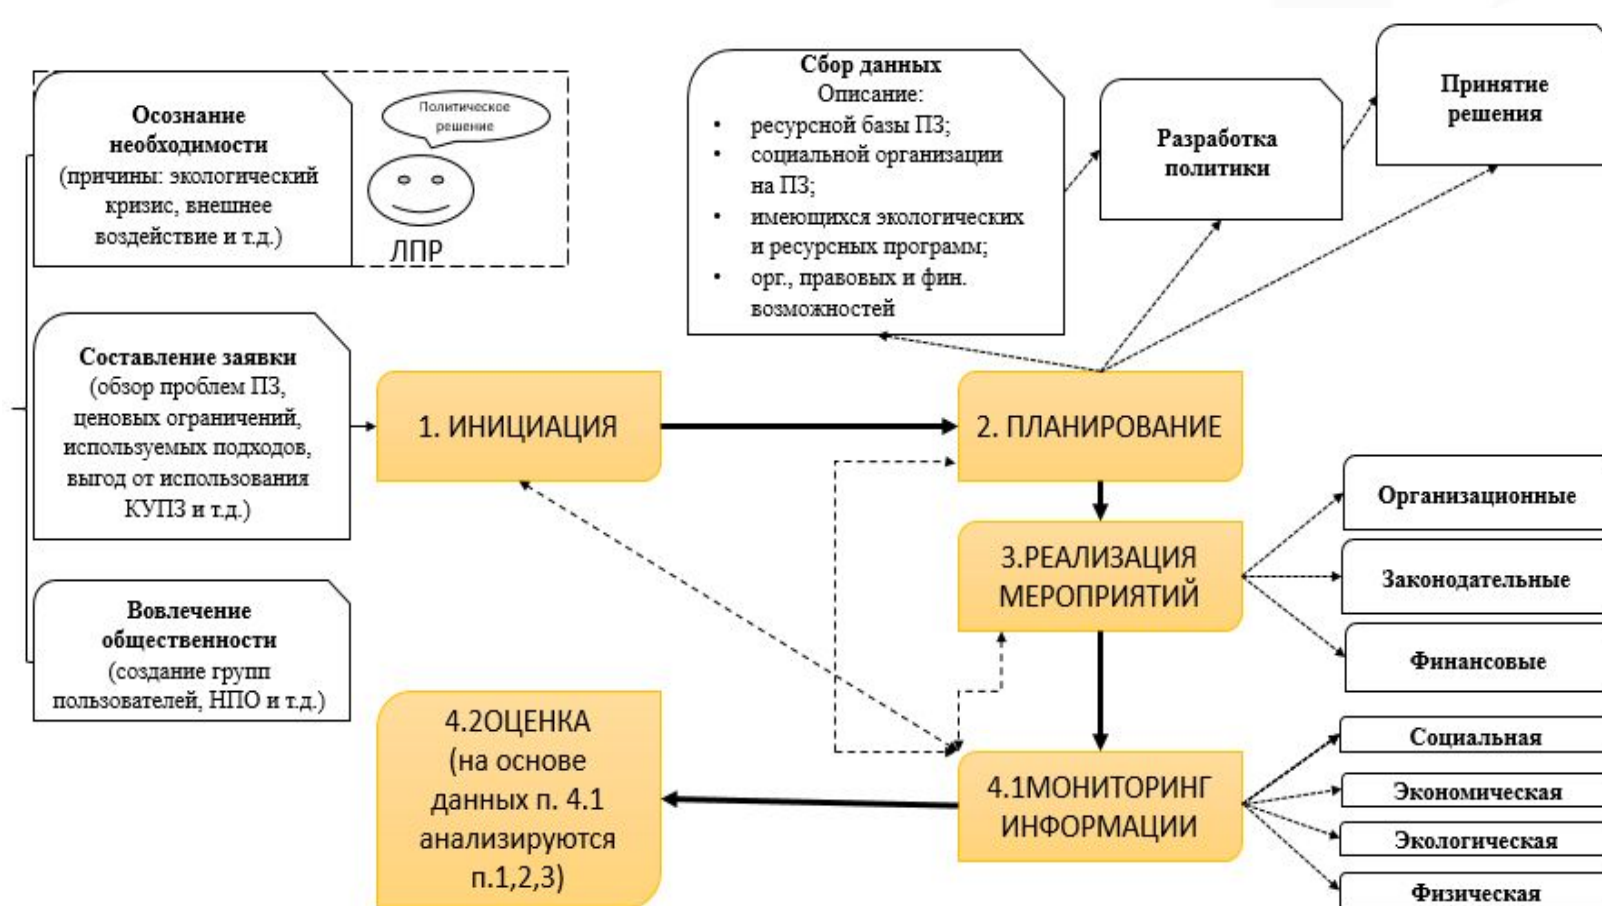 Осознание
необходимости
(причины: экологический
кризис, внешнее
воздействие и т.д.)
Политическое
решение
ЛПР
Сбор данных
Описание:
• ресурсной базы ПЗ;
• социальной организации
на ПЗ;
• имеющихся экологических
и ресурсных программ;
• орг., правовых и фин.
возможностей
Разработка
политики
Принятие
решения
Составление заявки
(обзор проблем ПЗ,
ценовых ограничений,
используемых подходов,
выгод от использования
КУПЗ и т.д.)
1. ИНИЦИАЦИЯ
2. ПЛАНИРОВАНИЕ
Вовлечение
общественности
(создание групп
пользователей, НПО и т.д.)
3.РЕАЛИЗАЦИЯ
МЕРОПРИЯТИЙ
Организационные
Законодательные
Финансовые
4.2ОЦЕНКА
(на основе
данных п. 4.1
анализируются
п.1,2,3)
4.1МОНИТОРИНГ
ИНФОРМАЦИИ
Социальная
Экономическая
Экологическая
Физическая